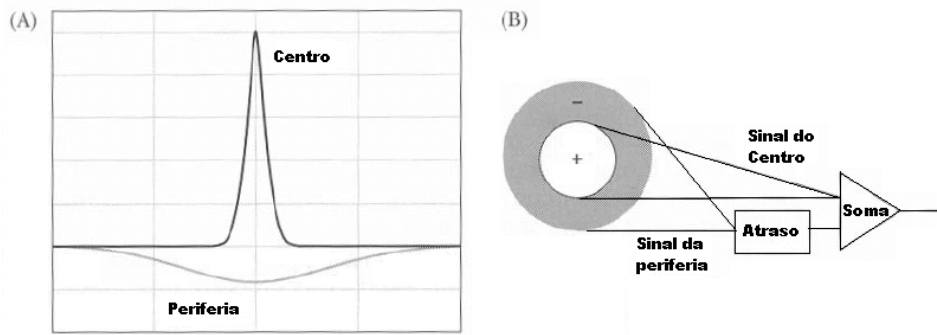 (A)
Centro
Periferia
(B)
−
+
Sinal do
Centro
Soma
Atraso
Sinal da
periferia